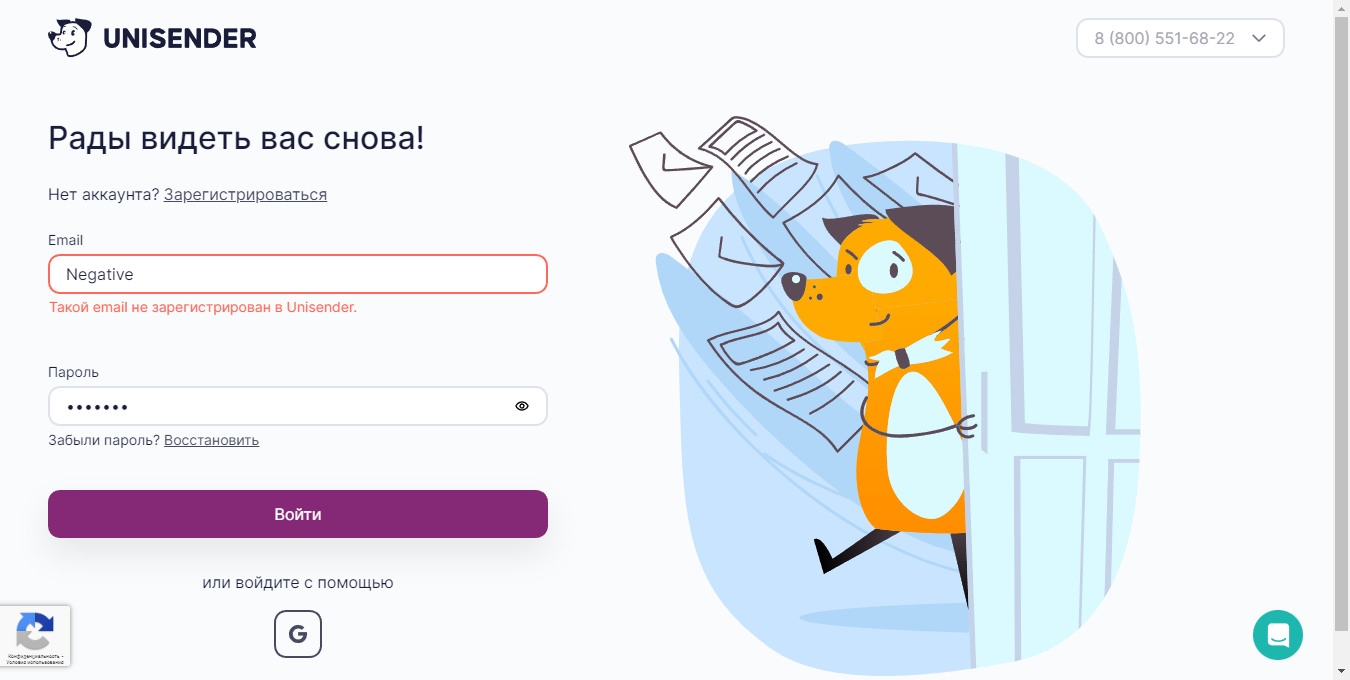 UNISENDER
8 (800) 551-68-22
Рады видеть вас снова!
Нет аккаунта? Зарегистрироваться
Email
Negative
Такой email не зарегистрирован в Unisender.
Пароль
•••••••
Забыли пароль? Восстановить
Войти
или войдите с помощью
G
Конфиденциальность -
Условия использования